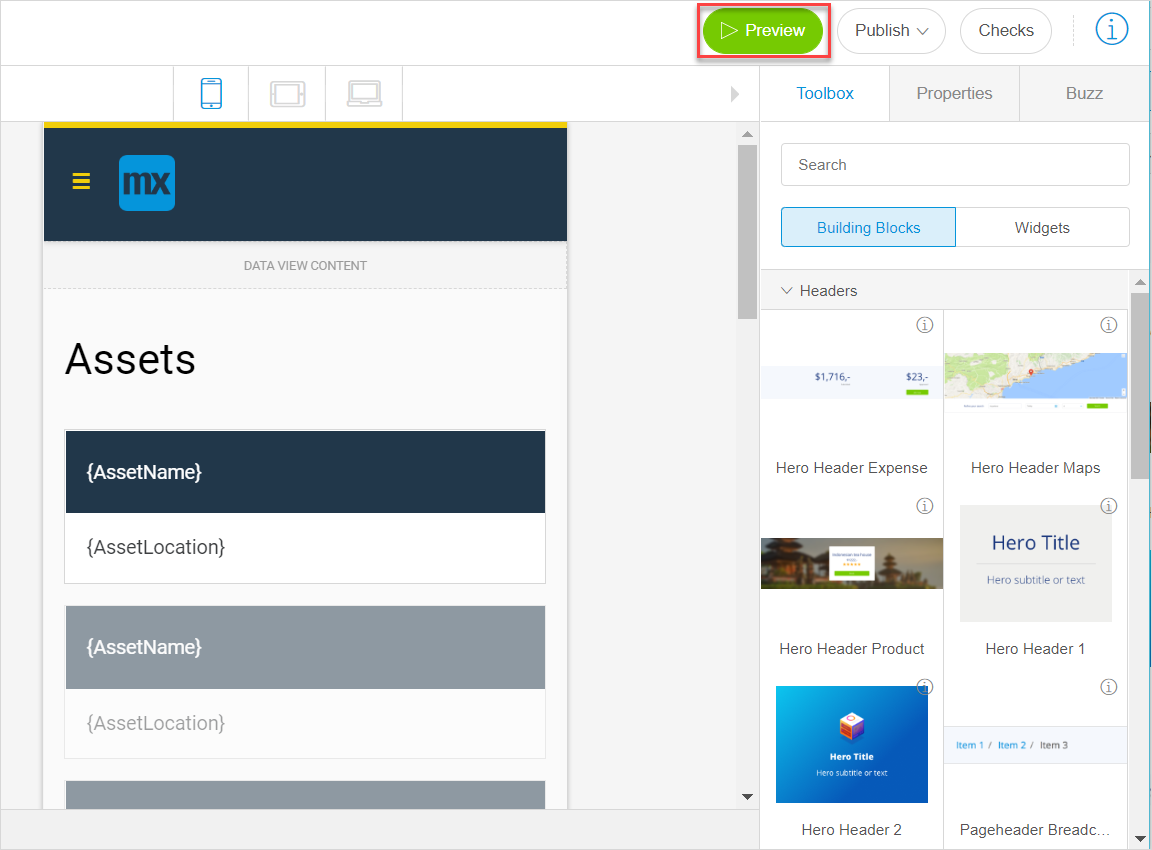 Preview
Publish
Checks
Toolbox
Properties
Buzz
mx
DATA VIEW CONTENT
Assets
{AssetName}
{AssetLocation}
{AssetName}
{AssetLocation}
Search
Building Blocks
Widgets
Headers
$1,716,-
$23,-
Hero Header Expense
Hero Header Maps
Hero Header Product
Hero Title
Hero subtitle or text
Hero Header 1
Hero Title
Hero subtitle or text
Hero Header 2
Item 1 / Item 2 / Item 3
Pageheader Breadc...